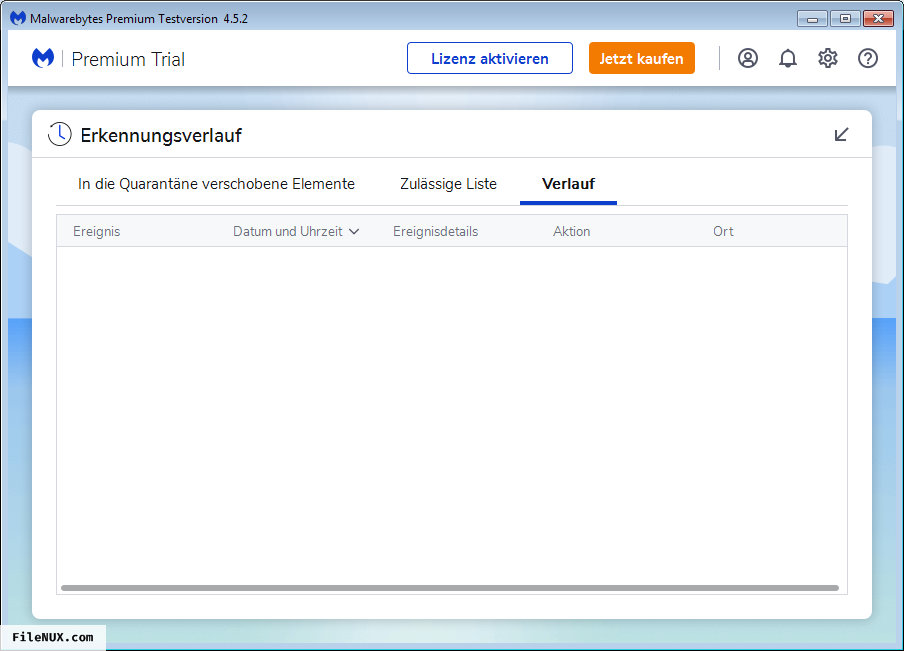 Malwarebytes Premium Testversion 4.5.2
Premium Trial
Lizenz aktivieren
Jetzt kaufen
Erkennungsverlauf
In die Quarantäne verschobene Elemente
Zulässige Liste
Verlauf
Ereignis
Datum und Uhrzeit
Ereignisdetails
Aktion
Ort
FileNUX.com